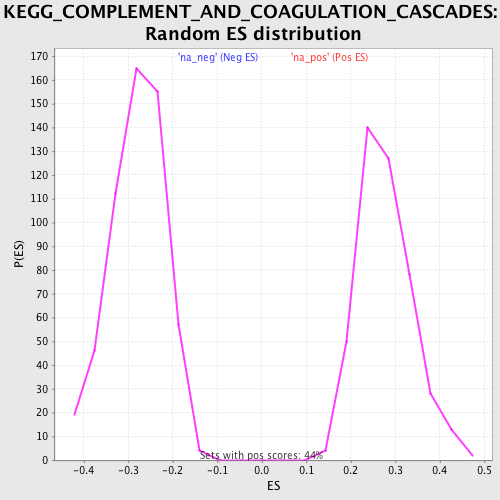 KEGG_COMPLEMENT_AND_COAGULATION_CASCADES:
Random ES distribution
'na_neg' (Neg ES) 'na_pos' (Pos ES)
170
160
150
140
130
120
110
100
90
80
70
60
50
40
30
20
10
0
P(ES)
Sets with pos scores: 44%
-0.4 -0.3 -0.2 -0.1 0.0 0.1 0.2 0.3 0.4 0.5
ES